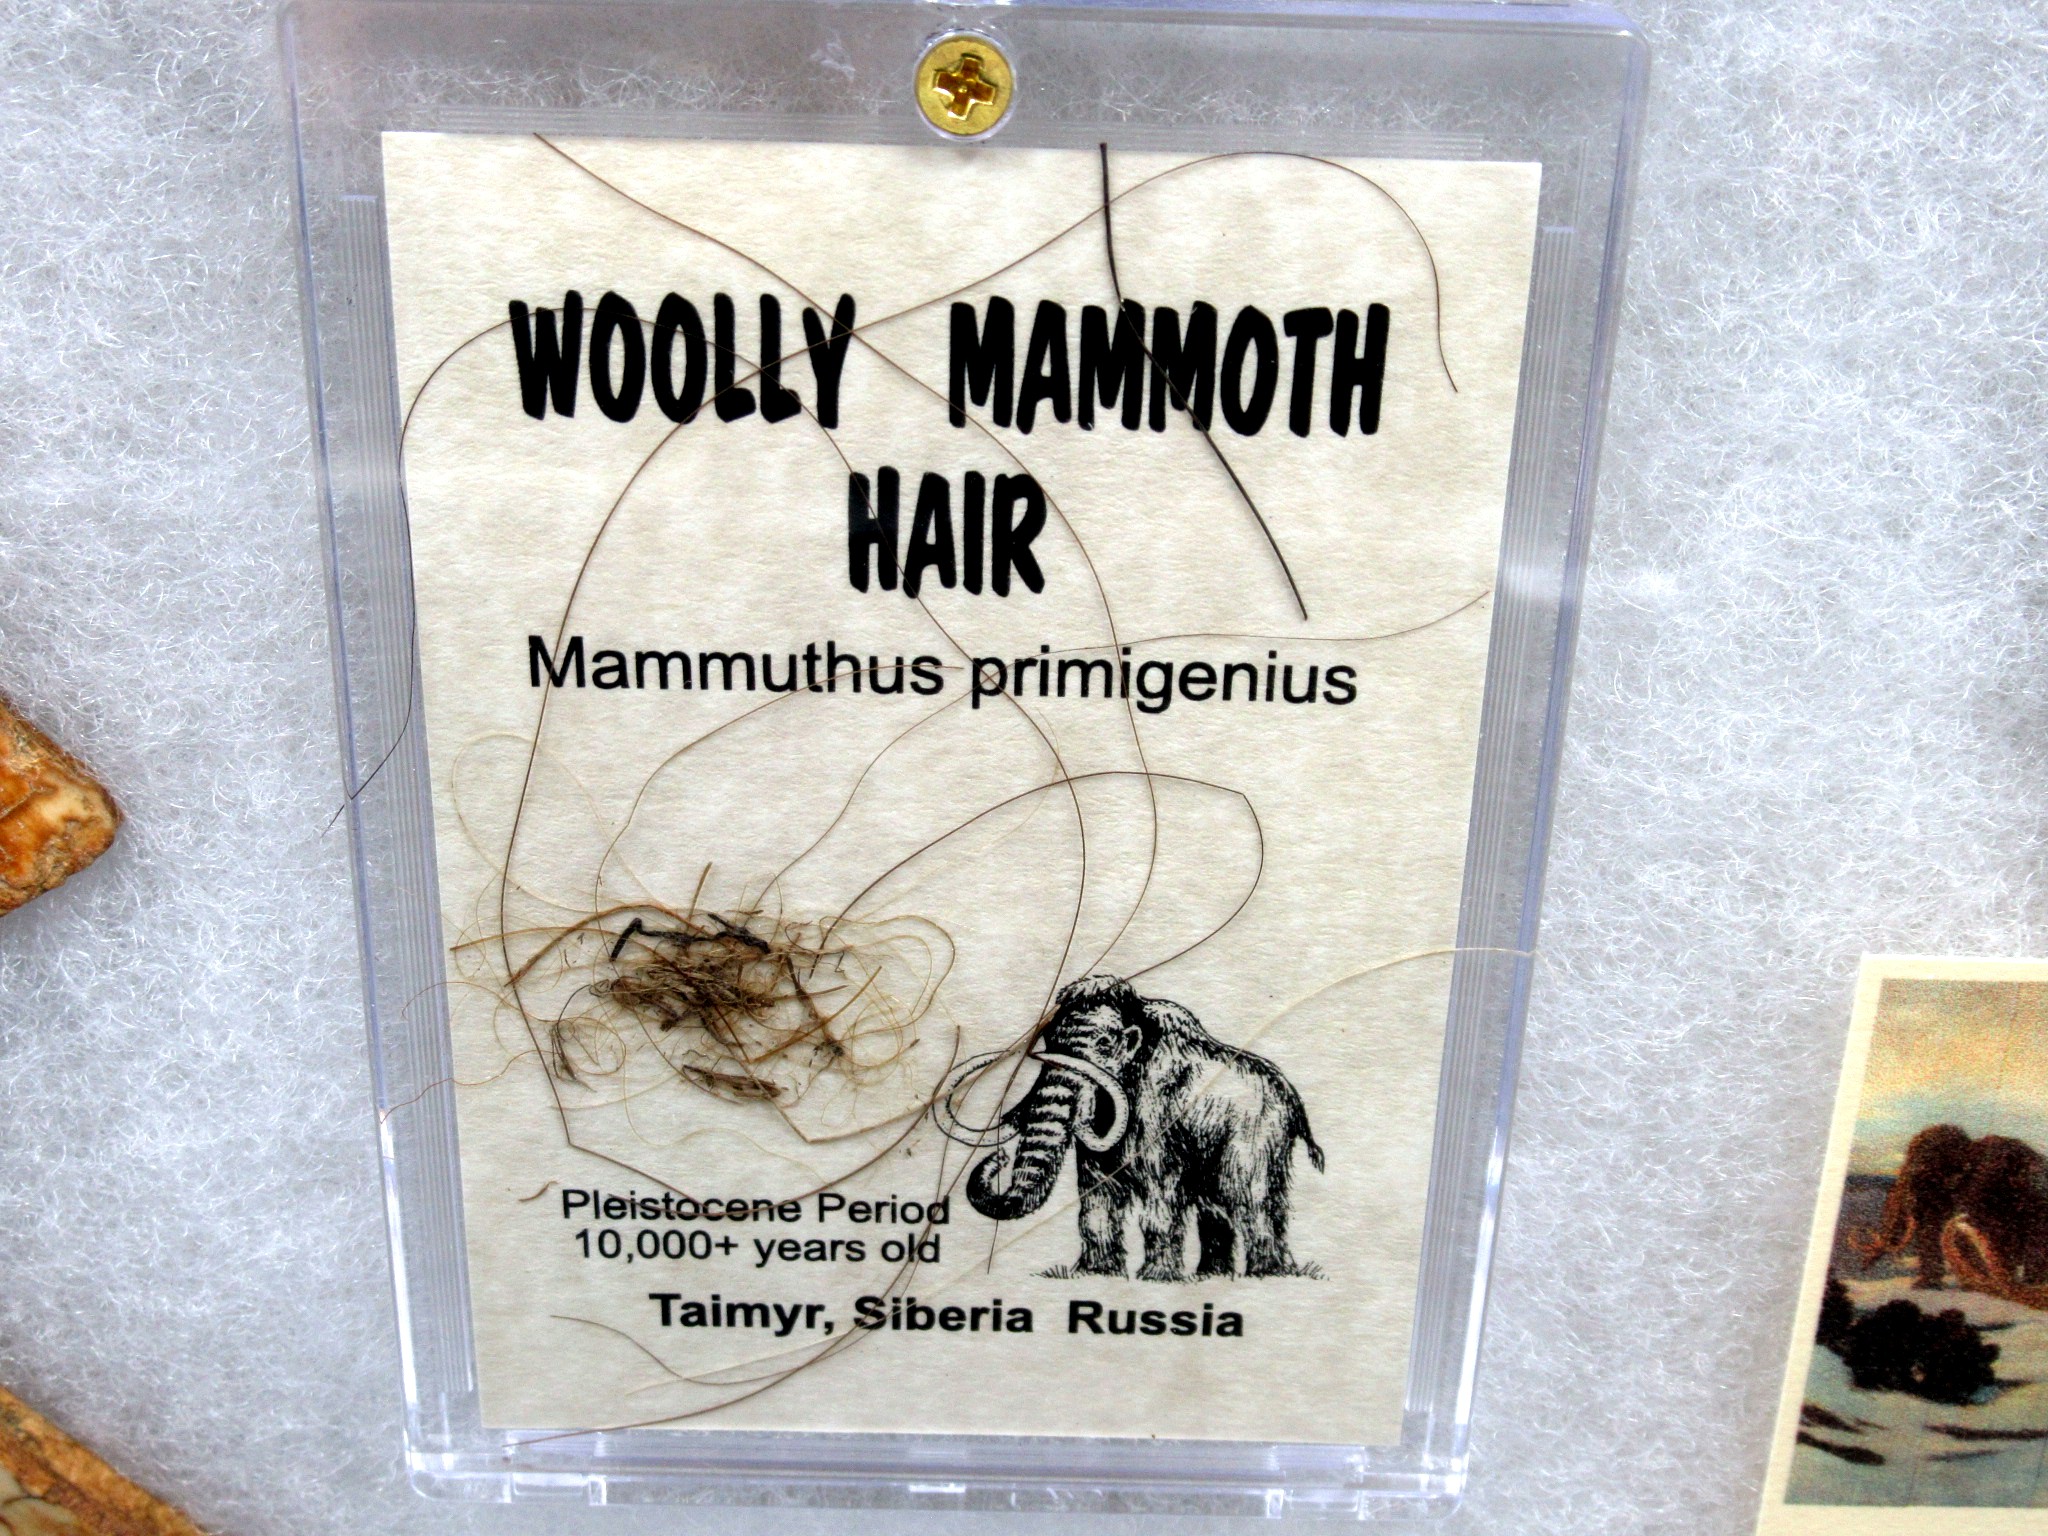 WOOLLY MAMMOTH
HAIR
Mammuthus primigenius
Pleistocene Period
10,000+ years old
Taimyr, Siberia Russia